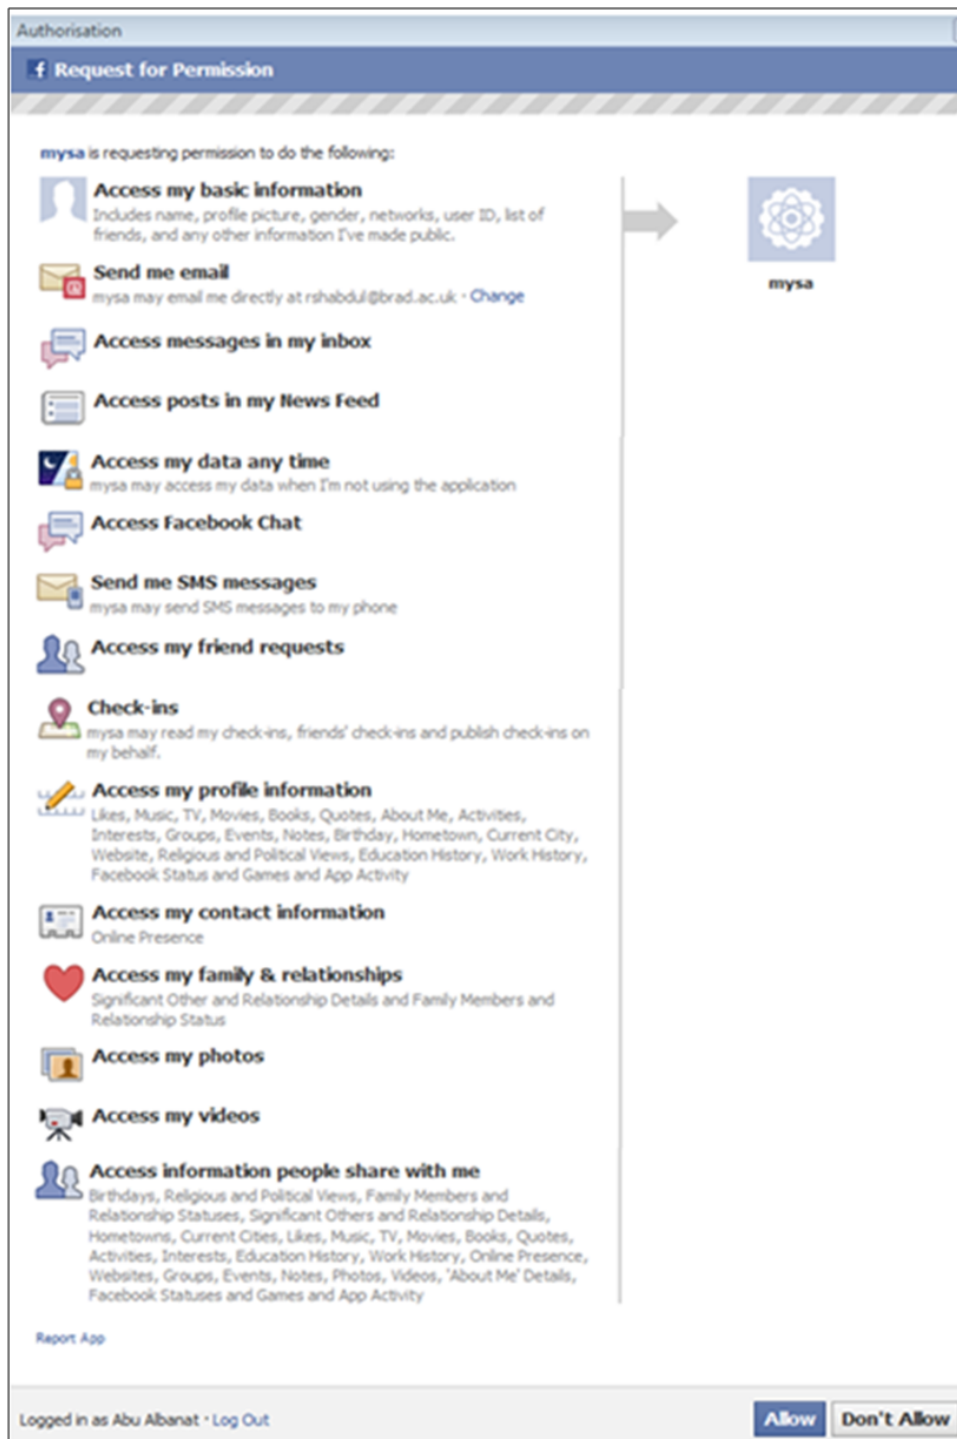 Authorisation
f Request for Permission
mysa is requesting permission to do the following:
Access my basic information
Includes name, profile picture, gender, networks, user ID, list of
friends, and any other information I've made public.
mysa
Send me email
mysa may email me directly at rshabdul@brad.ac.uk · Change
Access messages in my inbox
Access posts in my News Feed
Access my data any time
mysa may access my data when I'm not using the application
Access Facebook Chat
Send me SMS messages
mysa may send SMS messages to my phone
Access my friend requests
Check-ins
mysa may read my check-ins, friends' check-ins and publish check-ins on
my behalf.
Access my profile information
Likes, Music, TV, Movies, Books, Quotes, About Me, Activities,
Interests, Groups, Events, Notes, Birthday, Hometown, Current City,
Website, Religious and Political Views, Education History, Work History,
Facebook Status and Games and App Activity
Access my contact information
Online Presence
Access my family & relationships
Significant Other and Relationship Details and Family Members and
Relationship Status
Access my photos
Access my videos
Access information people share with me
Birthdays, Religious and Political Views, Family Members and
Relationship Statuses, Significant Others and Relationship Details,
Hometowns, Current Cities, Likes, Music, TV, Movies, Books, Quotes,
Activities, Interests, Education History, Work History, Online Presence,
Websites, Groups, Events, Notes, Photos, Videos, 'About Me' Details,
Facebook Statuses and Games and App Activity
Report App
Logged in as Abu Albanat · Log Out
Allow
Don't Allow